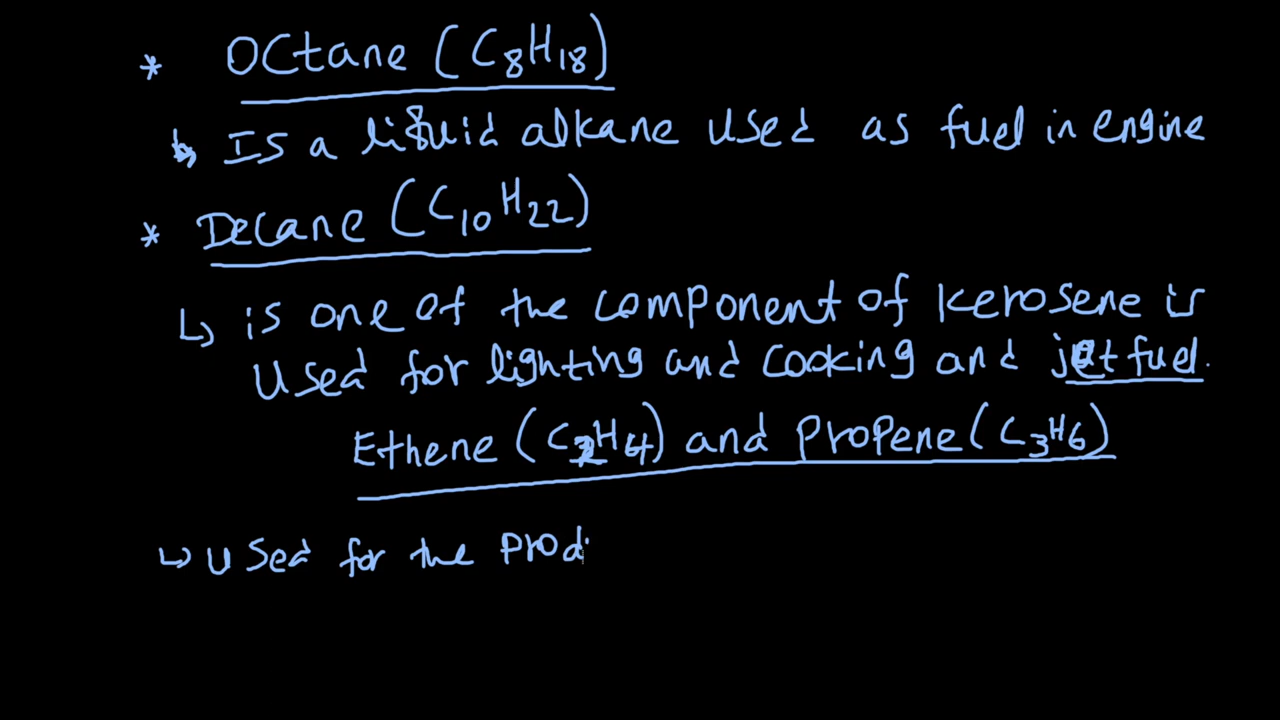 * Octane (C8H18)
↳ Is a liquid alkane used as fuel in engine
* Decane (C10H22)
↳ is one of the component of kerosene is
used for lighting and cooking and jet fuel.
Ethene (C2H4) and Propene (C3H6)
↳ used for the prod